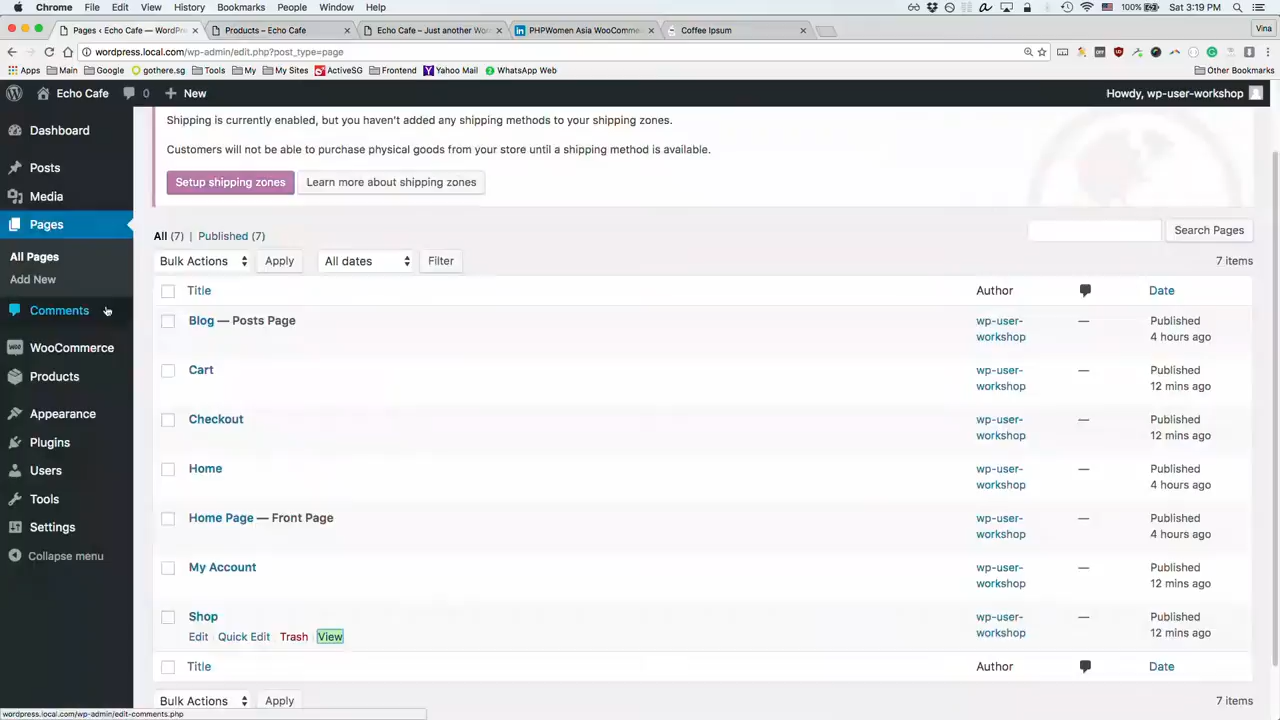 Chrome File Edit View History Bookmarks People Window Help 100% Sat 3:19 PM
Pages ‹ Echo Cafe — WordPre Products – Echo Cafe Echo Cafe – Just another Wor PHPWomen Asia WooComme Coffee Ipsum Vina
wordpress.local.com/wp-admin/edit.php?post_type=page
Apps Main Google gothere.sg Tools My My Sites ActiveSG Frontend Yahoo Mail WhatsApp Web Other Bookmarks
Echo Cafe 0 + New Howdy, wp-user-workshop
Dashboard
Posts
Media
Pages
All Pages
Add New
Comments
WooCommerce
Products
Appearance
Plugins
Users
Tools
Settings
Collapse menu
Shipping is currently enabled, but you haven't added any shipping methods to your shipping zones.
Customers will not be able to purchase physical goods from your store until a shipping method is available.
Setup shipping zones Learn more about shipping zones
All (7) | Published (7) Search Pages
Bulk Actions Apply All dates Filter 7 items
Title Author Date
Blog — Posts Page wp-user- Published
workshop 4 hours ago
Cart wp-user- — Published
workshop 12 mins ago
Checkout wp-user- — Published
workshop 12 mins ago
Home wp-user- — Published
workshop 4 hours ago
Home Page — Front Page wp-user- — Published
workshop 4 hours ago
My Account wp-user- — Published
workshop 12 mins ago
Shop wp-user- — Published
Edit | Quick Edit | Trash | View workshop 12 mins ago
Title Author Date
Bulk Actions Apply 7 items
wordpress.local.com/wp-admin/edit-comments.php